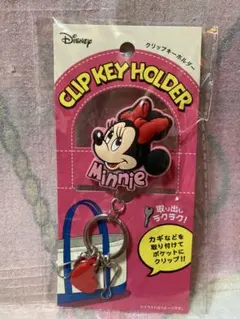 Disney
クリップキーホルダー
CLIP KEY HOLDER
Minnie
取り出し
ラクラク!
カギなどを
取り付けて
ポケットに
クリップ!!